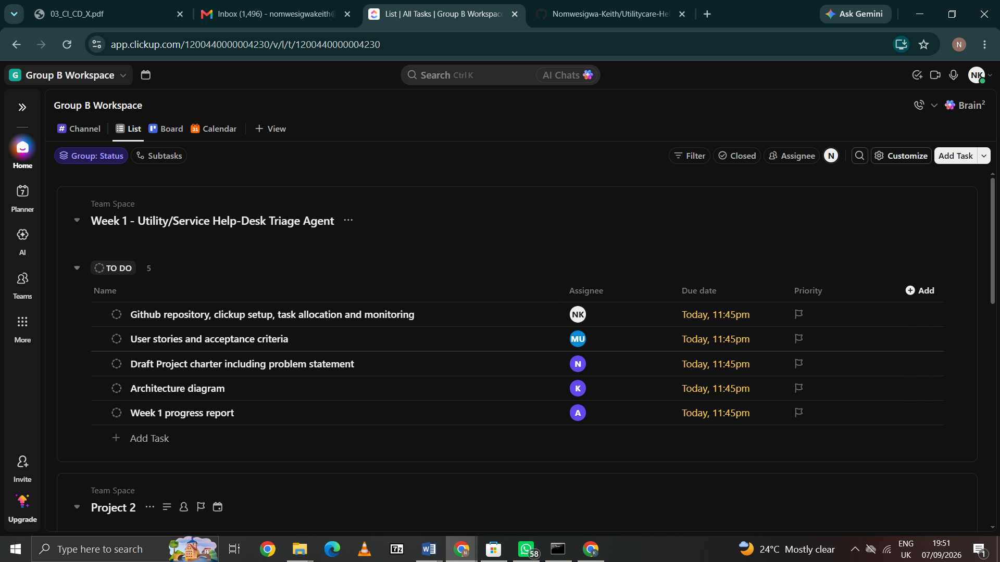 03_CI_CD_X.pdf
Inbox (1,496) - nomwesigwakeith@
List | All Tasks | Group B Workspace
Nomwesigwa-Keith/Utilitycare-He
Ask Gemini
app.clickup.com/1200440000004230/v/l/t/1200440000004230
N
G Group B Workspace
Search Ctrl K
AI Chats
NK
Group B Workspace
Brain²
# Channel
List
Board
31 Calendar
View
Group: Status
Subtasks
Filter
Closed
Assignee
N
Customize
Add Task
Home
7
Planner
AI
Teams
More
Invite
Upgrade
Team Space
Week 1 - Utility/Service Help-Desk Triage Agent ...
TO DO 5
Name Assignee Due date Priority Add
Github repository, clickup setup, task allocation and monitoring NK Today, 11:45pm
User stories and acceptance criteria MU Today, 11:45pm
Draft Project charter including problem statement N Today, 11:45pm
Architecture diagram K Today, 11:45pm
Week 1 progress report A Today, 11:45pm
+ Add Task
Team Space
Project 2 ...
Type here to search
7z
W
N
58
K
24°C Mostly clear
ENG
UK
19:51
07/09/2026
1